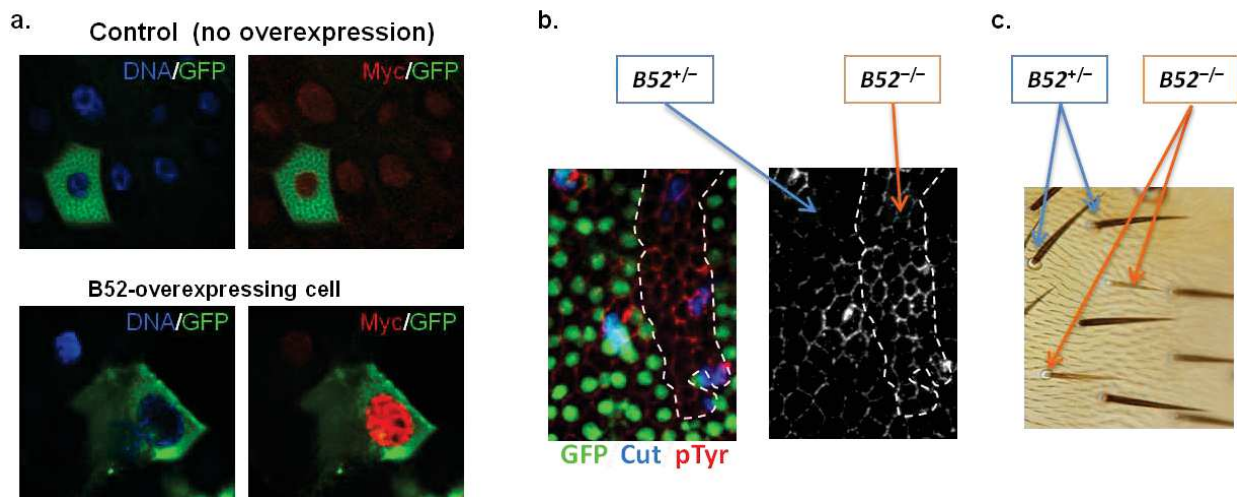 a.
Control (no overexpression)
DNA/GFP
Myc/GFP
B52-overexpressing cell
DNA/GFP
Myc/GFP
b.
B52+/–
B52–/–
GFP Cut pTyr
c.
B52+/–
B52–/–